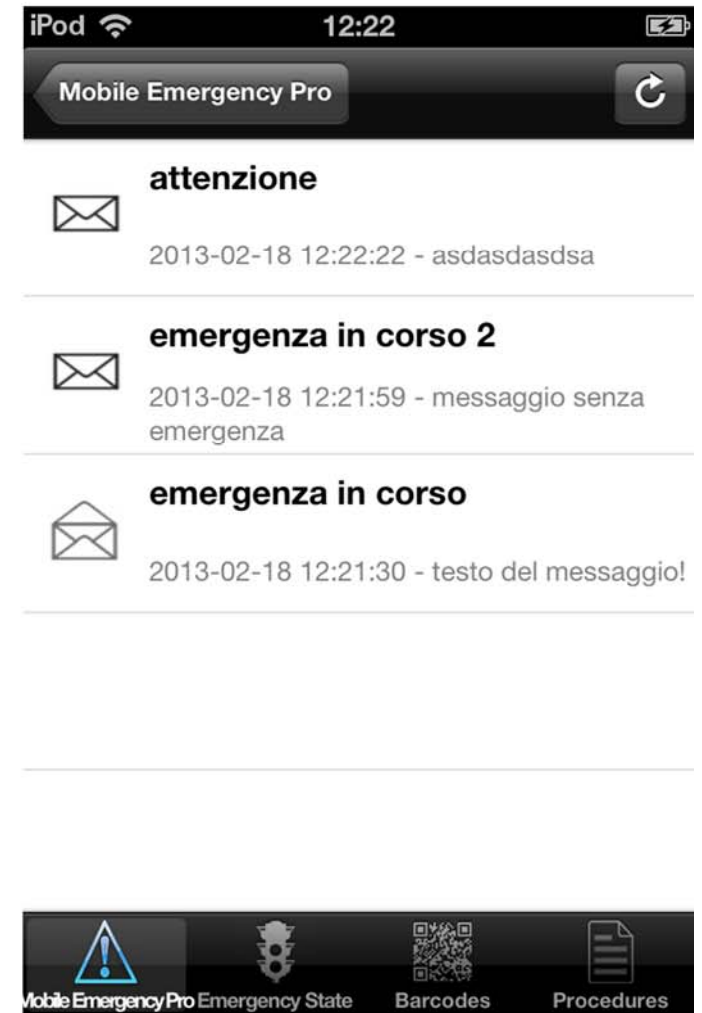 iPod 12:22
Mobile Emergency Pro
attenzione
2013-02-18 12:22:22 - asdasdasdsa
emergenza in corso 2
2013-02-18 12:21:59 - messaggio senza
emergenza
emergenza in corso
2013-02-18 12:21:30 - testo del messaggio!
Mobile Emergency Pro Emergency State Barcodes Procedures